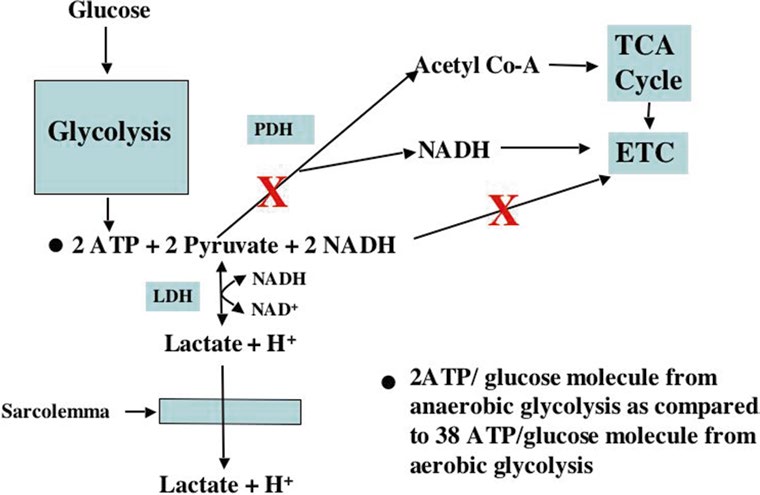 Glucose
Glycolysis
PDH
Acetyl Co-A
TCA
Cycle
NADH
ETC
X
X
● 2 ATP + 2 Pyruvate + 2 NADH
LDH
NADH
NAD⁺
Lactate + H⁺
Sarcolemma
Lactate + H⁺
● 2ATP/ glucose molecule from
anaerobic glycolysis as compared
to 38 ATP/glucose molecule from
aerobic glycolysis